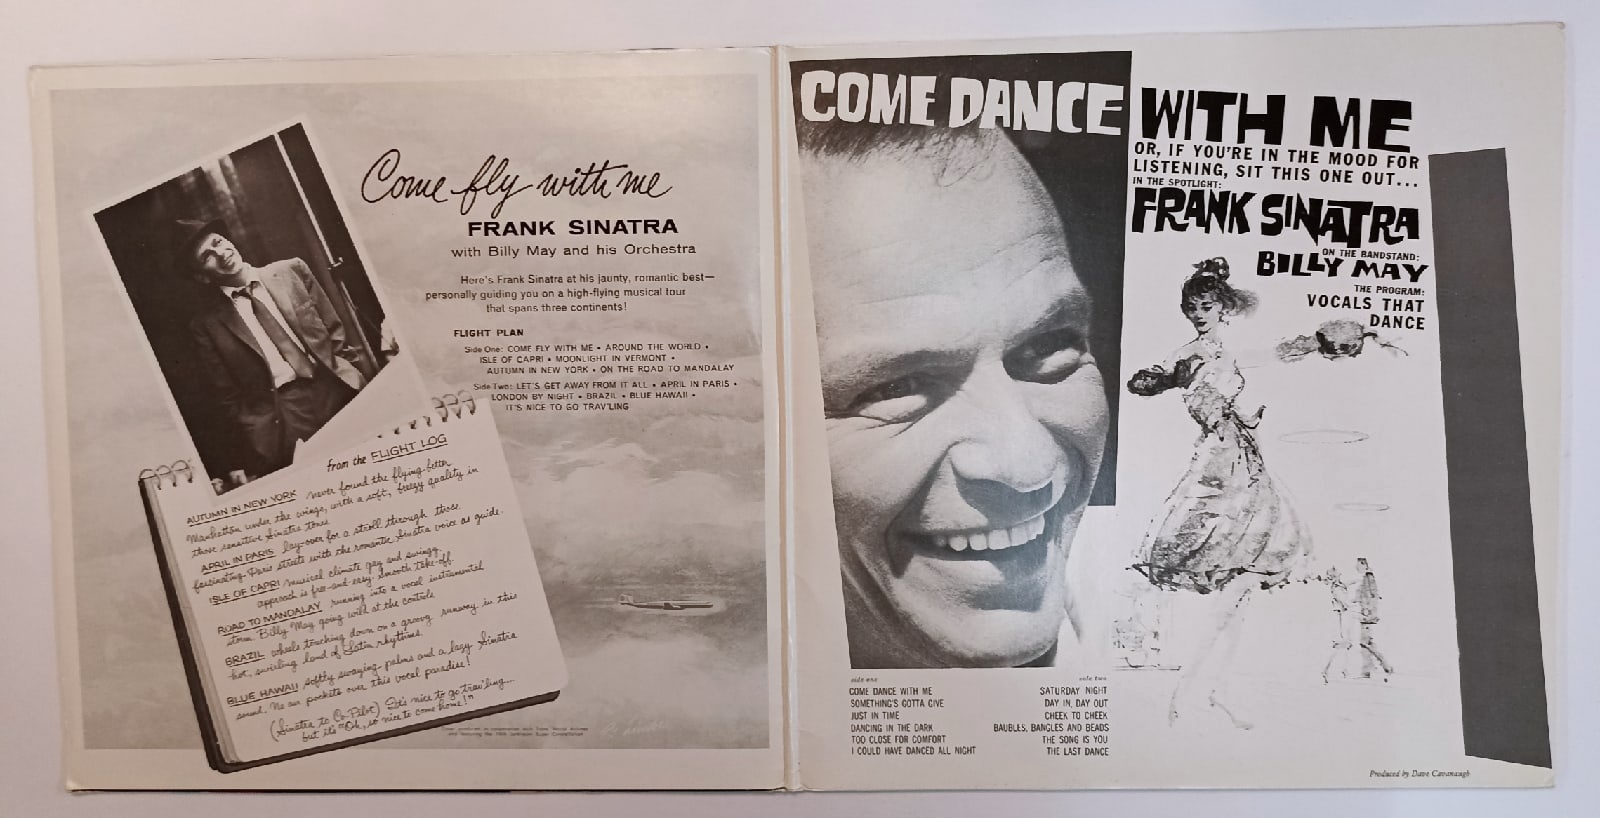 Come fly with me
FRANK SINATRA
with Billy May and his Orchestra
Here's Frank Sinatra at his jaunty, romantic best—
personally guiding you on a high-flying musical tour
that spans three continents!
FLIGHT PLAN
Side One: COME FLY WITH ME • AROUND THE WORLD •
ISLE OF CAPRI • MOONLIGHT IN VERMONT •
AUTUMN IN NEW YORK • ON THE ROAD TO MANDALAY
Side Two: LET'S GET AWAY FROM IT ALL • APRIL IN PARIS •
LONDON BY NIGHT • BRAZIL • BLUE HAWAII •
IT'S NICE TO GO TRAV'LING
from the FLIGHT LOG
AUTUMN IN NEW YORK never found the flying better.
Manhattan under the wings, with a soft, breezy quality in
those sensitive Sinatra tones.
APRIL IN PARIS lay-over for a stroll through those
fascinating Paris streets with the romantic Sinatra voice as guide.
ISLE OF CAPRI musical climate gay and swingy,
approach is free-and-easy, smooth take-off.
ROAD TO MANDALAY running into a vocal instrumental
storm. Billy May going wild at the controls.
BRAZIL wheels touching down on a groovy runway in this
hot, swirling land of Latin rhythms.
BLUE HAWAII softly swaying palms and a lazy Sinatra
sound. No air pockets over this vocal paradise!
(Sinatra to Co-Pilot) "It's nice to go trav'ling...
but it's "Oh, so nice to come home!"
COME DANCE WITH ME
OR, IF YOU'RE IN THE MOOD FOR
LISTENING, SIT THIS ONE OUT...
IN THE SPOTLIGHT:
FRANK SINATRA
ON THE BANDSTAND:
BILLY MAY
THE PROGRAM:
VOCALS THAT
DANCE
side one
COME DANCE WITH ME
SOMETHING'S GOTTA GIVE
JUST IN TIME
DANCING IN THE DARK
TOO CLOSE FOR COMFORT
I COULD HAVE DANCED ALL NIGHT
side two
SATURDAY NIGHT
DAY IN, DAY OUT
CHEEK TO CHEEK
BAUBLES, BANGLES AND BEADS
THE SONG IS YOU
THE LAST DANCE
Produced by Dave Cavanaugh